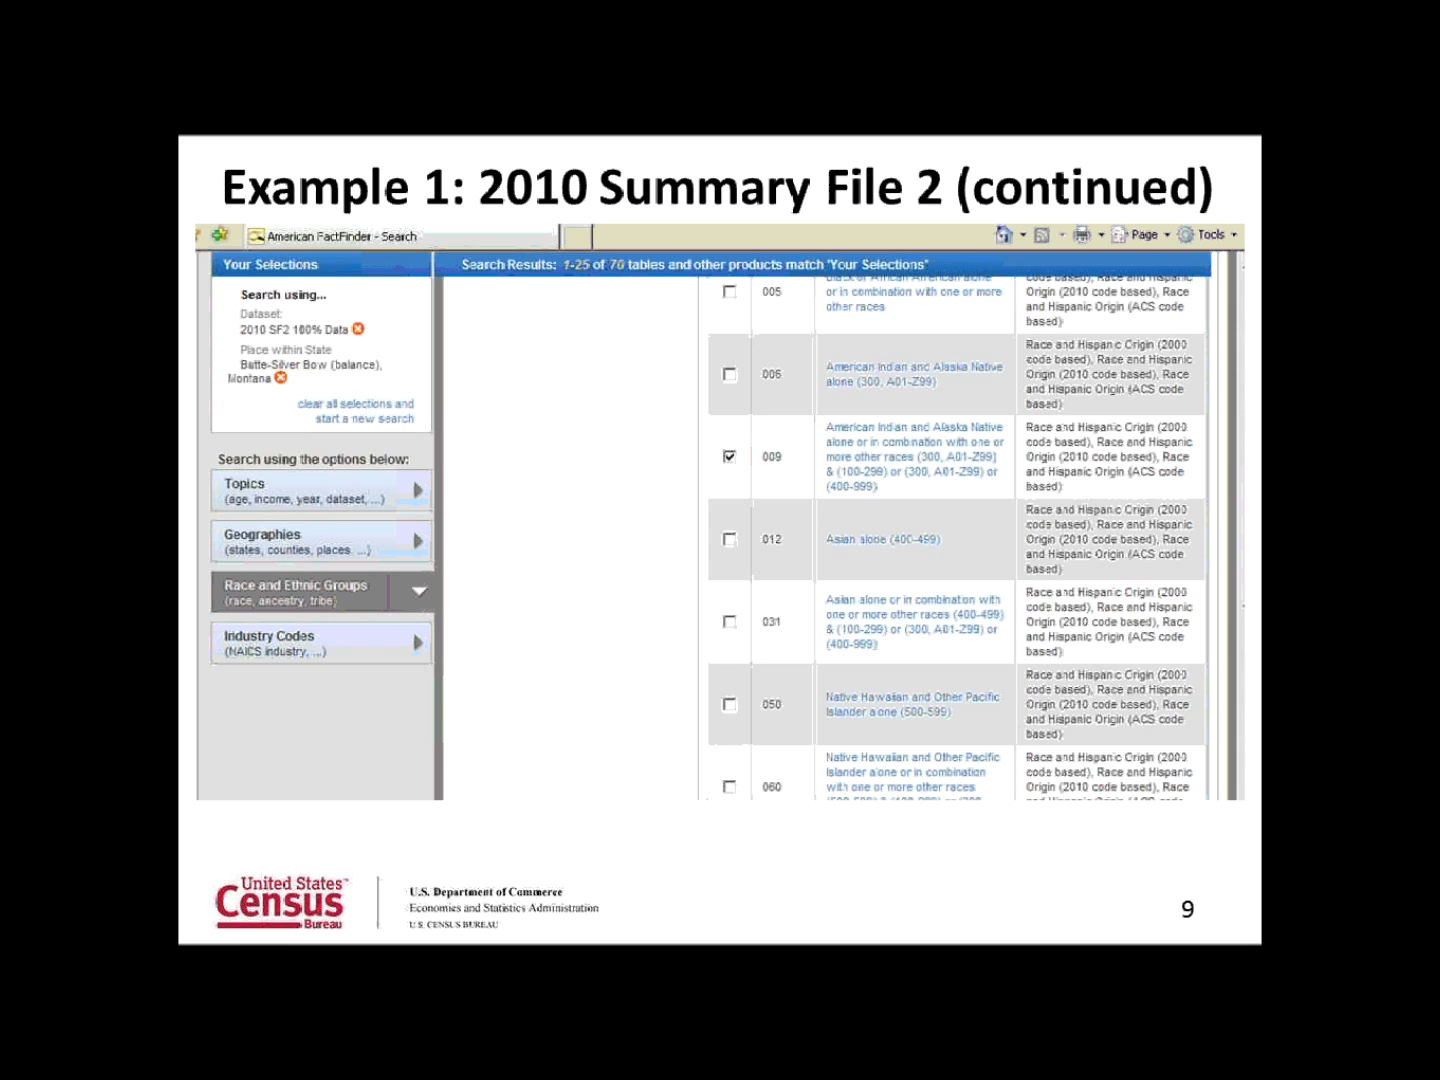 Example 1: 2010 Summary File 2 (continued)
American FactFinder - Search
Page
Tools
Your Selections
Search using...
Dataset:
2010 SF2 100% Data
Place within State
Butte-Silver Bow (balance),
Montana
clear all selections and
start a new search
Search using the options below:
Topics
(age, income, year, dataset, ...)
Geographies
(states, counties, places, ...)
Race and Ethnic Groups
(race, ancestry, tribe)
Industry Codes
(NAICS industry, ...)
Search Results: 1-25 of 70 tables and other products match 'Your Selections'
005
Black or African American alone
or in combination with one or more
other races
code based), Race and Hispanic
Origin (2010 code based), Race
and Hispanic Origin (ACS code
based)
006
American Indian and Alaska Native
alone (300, A01-Z99)
Race and Hispanic Origin (2000
code based), Race and Hispanic
Origin (2010 code based), Race
and Hispanic Origin (ACS code
based)
009
American Indian and Alaska Native
alone or in combination with one or
more other races (300, A01-Z99)
& (100-299) or (300, A01-Z99) or
(400-999)
Race and Hispanic Origin (2000
code based), Race and Hispanic
Origin (2010 code based), Race
and Hispanic Origin (ACS code
based)
012
Asian alone (400-499)
Race and Hispanic Origin (2000
code based), Race and Hispanic
Origin (2010 code based), Race
and Hispanic Origin (ACS code
based)
031
Asian alone or in combination with
one or more other races (400-499)
& (100-299) or (300, A01-Z99) or
(400-999)
Race and Hispanic Origin (2000
code based), Race and Hispanic
Origin (2010 code based), Race
and Hispanic Origin (ACS code
based)
050
Native Hawaiian and Other Pacific
Islander alone (500-599)
Race and Hispanic Origin (2000
code based), Race and Hispanic
Origin (2010 code based), Race
and Hispanic Origin (ACS code
based)
060
Native Hawaiian and Other Pacific
Islander alone or in combination
with one or more other races
Race and Hispanic Origin (2000
code based), Race and Hispanic
Origin (2010 code based), Race
United States™
Census
Bureau
U.S. Department of Commerce
Economics and Statistics Administration
U.S. CENSUS BUREAU
9